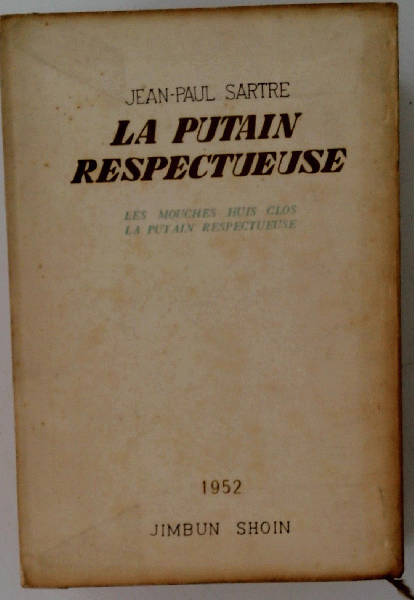 JEAN-PAUL SARTRE
LA PUTAIN
RESPECTUEUSE
LES MOUCHES HUIS CLOS
LA PUTAIN RESPECTUEUSE
1952
JIMBUN SHOIN